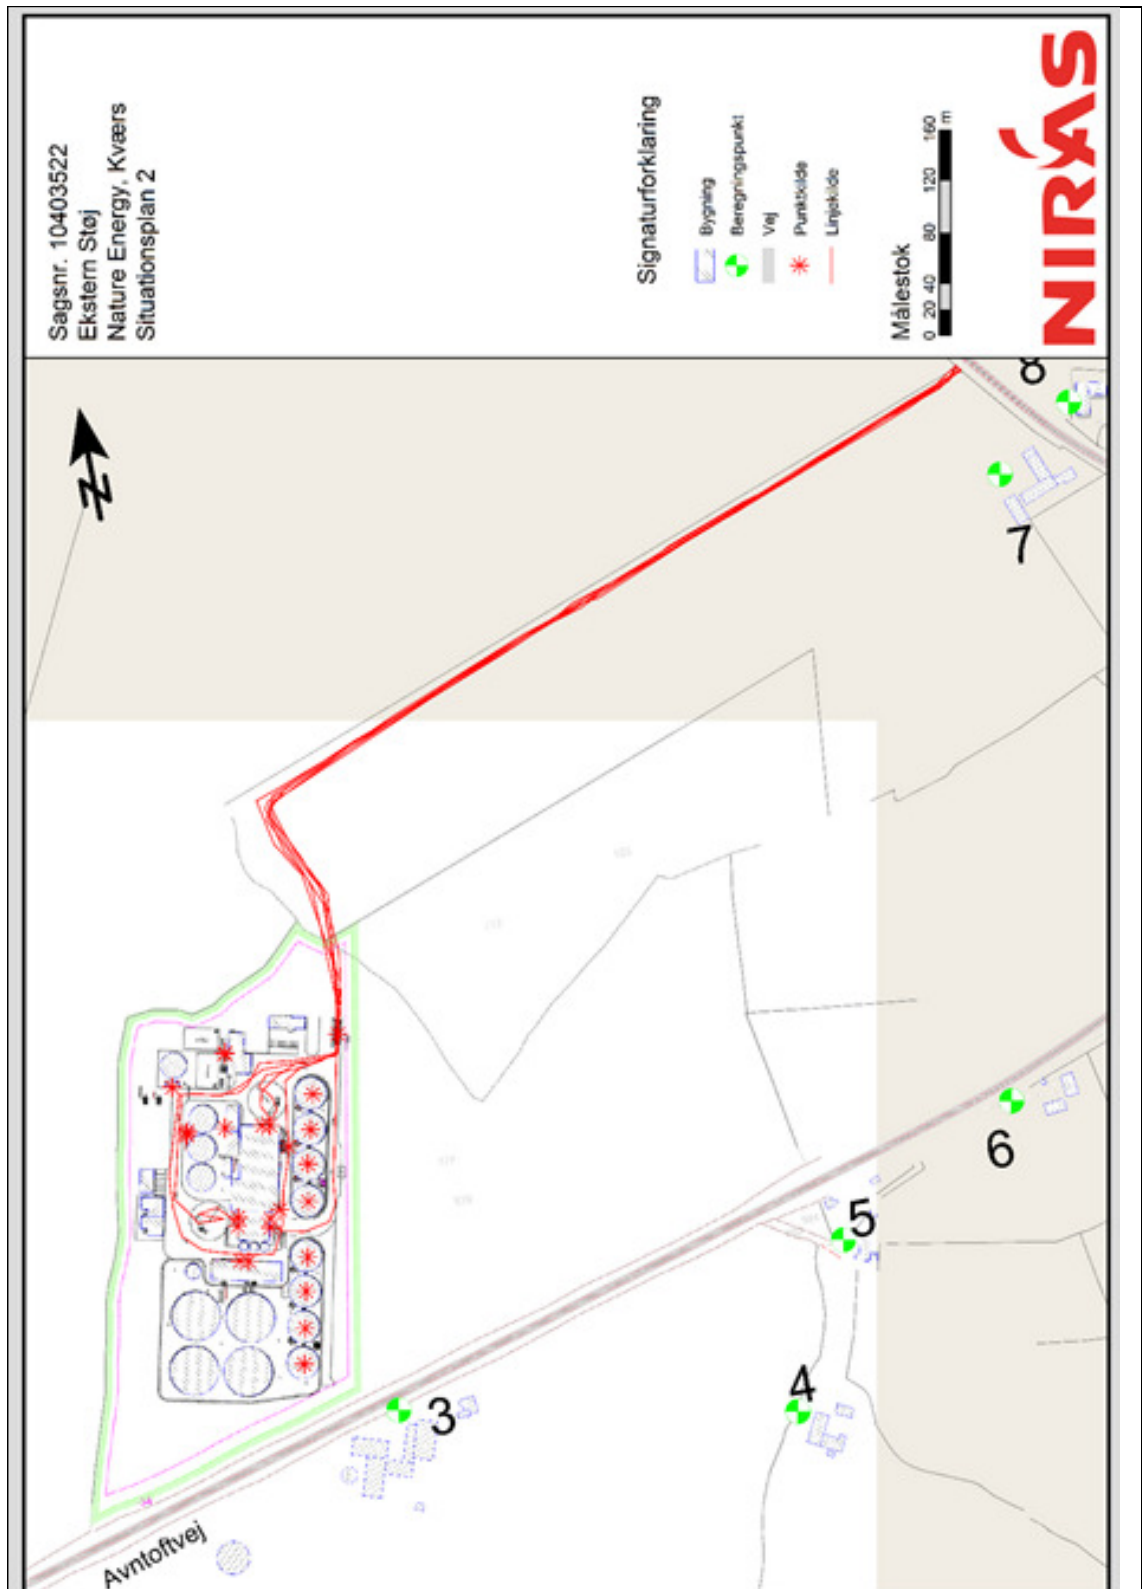 Sagsnr. 10403522
Ekstern Støj
Nature Energy, Kværs
Situationsplan 2
Signaturforklaring
Bygning
Beregningspunkt
Vej
Punktkilde
Linjekilde
Målestok
0 20 40 80 120 160
m
NIRÁS
N
8
7
6
5
4
3
Avntoftvej